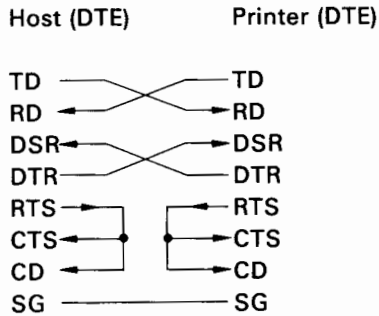 Host (DTE) Printer (DTE)
TD TD
RD RD
DSR DSR
DTR DTR
RTS RTS
CTS CTS
CD CD
SG SG